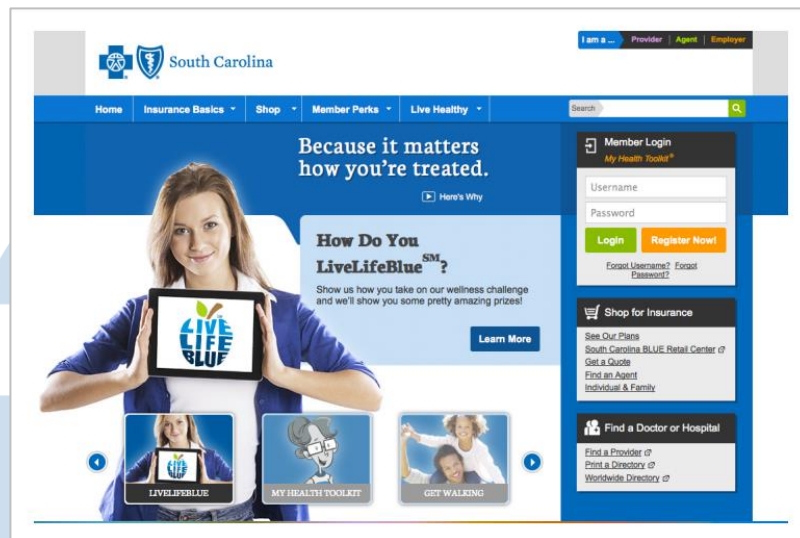 I am a ... Provider | Agent | Employer
South Carolina
Home Insurance Basics Shop Member Perks Live Healthy Search
Because it matters
how you're treated.
Here's Why
How Do You
LiveLifeBlue℠?
Show us how you take on our wellness challenge
and we'll show you some pretty amazing prizes!
Learn More
LIVE
LIFE
BLUE
LIVE
LIFE
BLUE
LIVELIFEBLUE
MY HEALTH TOOLKIT
GET WALKING
Member Login
My Health Toolkit®
Username
Password
Login Register Now!
Forgot Username? Forgot
Password?
Shop for Insurance
See Our Plans
South Carolina BLUE Retail Center
Get a Quote
Find an Agent
Individual & Family
Find a Doctor or Hospital
Find a Provider
Print a Directory
Worldwide Directory